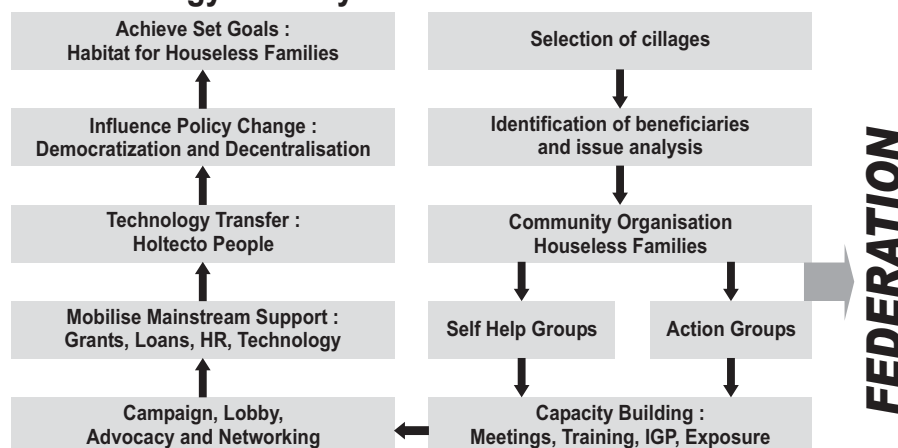 Achieve Set Goals :
Habitat for Houseless Families
Influence Policy Change :
Democratization and Decentralisation
Technology Transfer :
Holtecto People
Mobilise Mainstream Support :
Grants, Loans, HR, Technology
Campaign, Lobby,
Advocacy and Networking
Selection of cillages
Identification of beneficiaries
and issue analysis
Community Organisation
Houseless Families
Self Help Groups
Action Groups
Capacity Building :
Meetings, Training, IGP, Exposure
FEDERATION